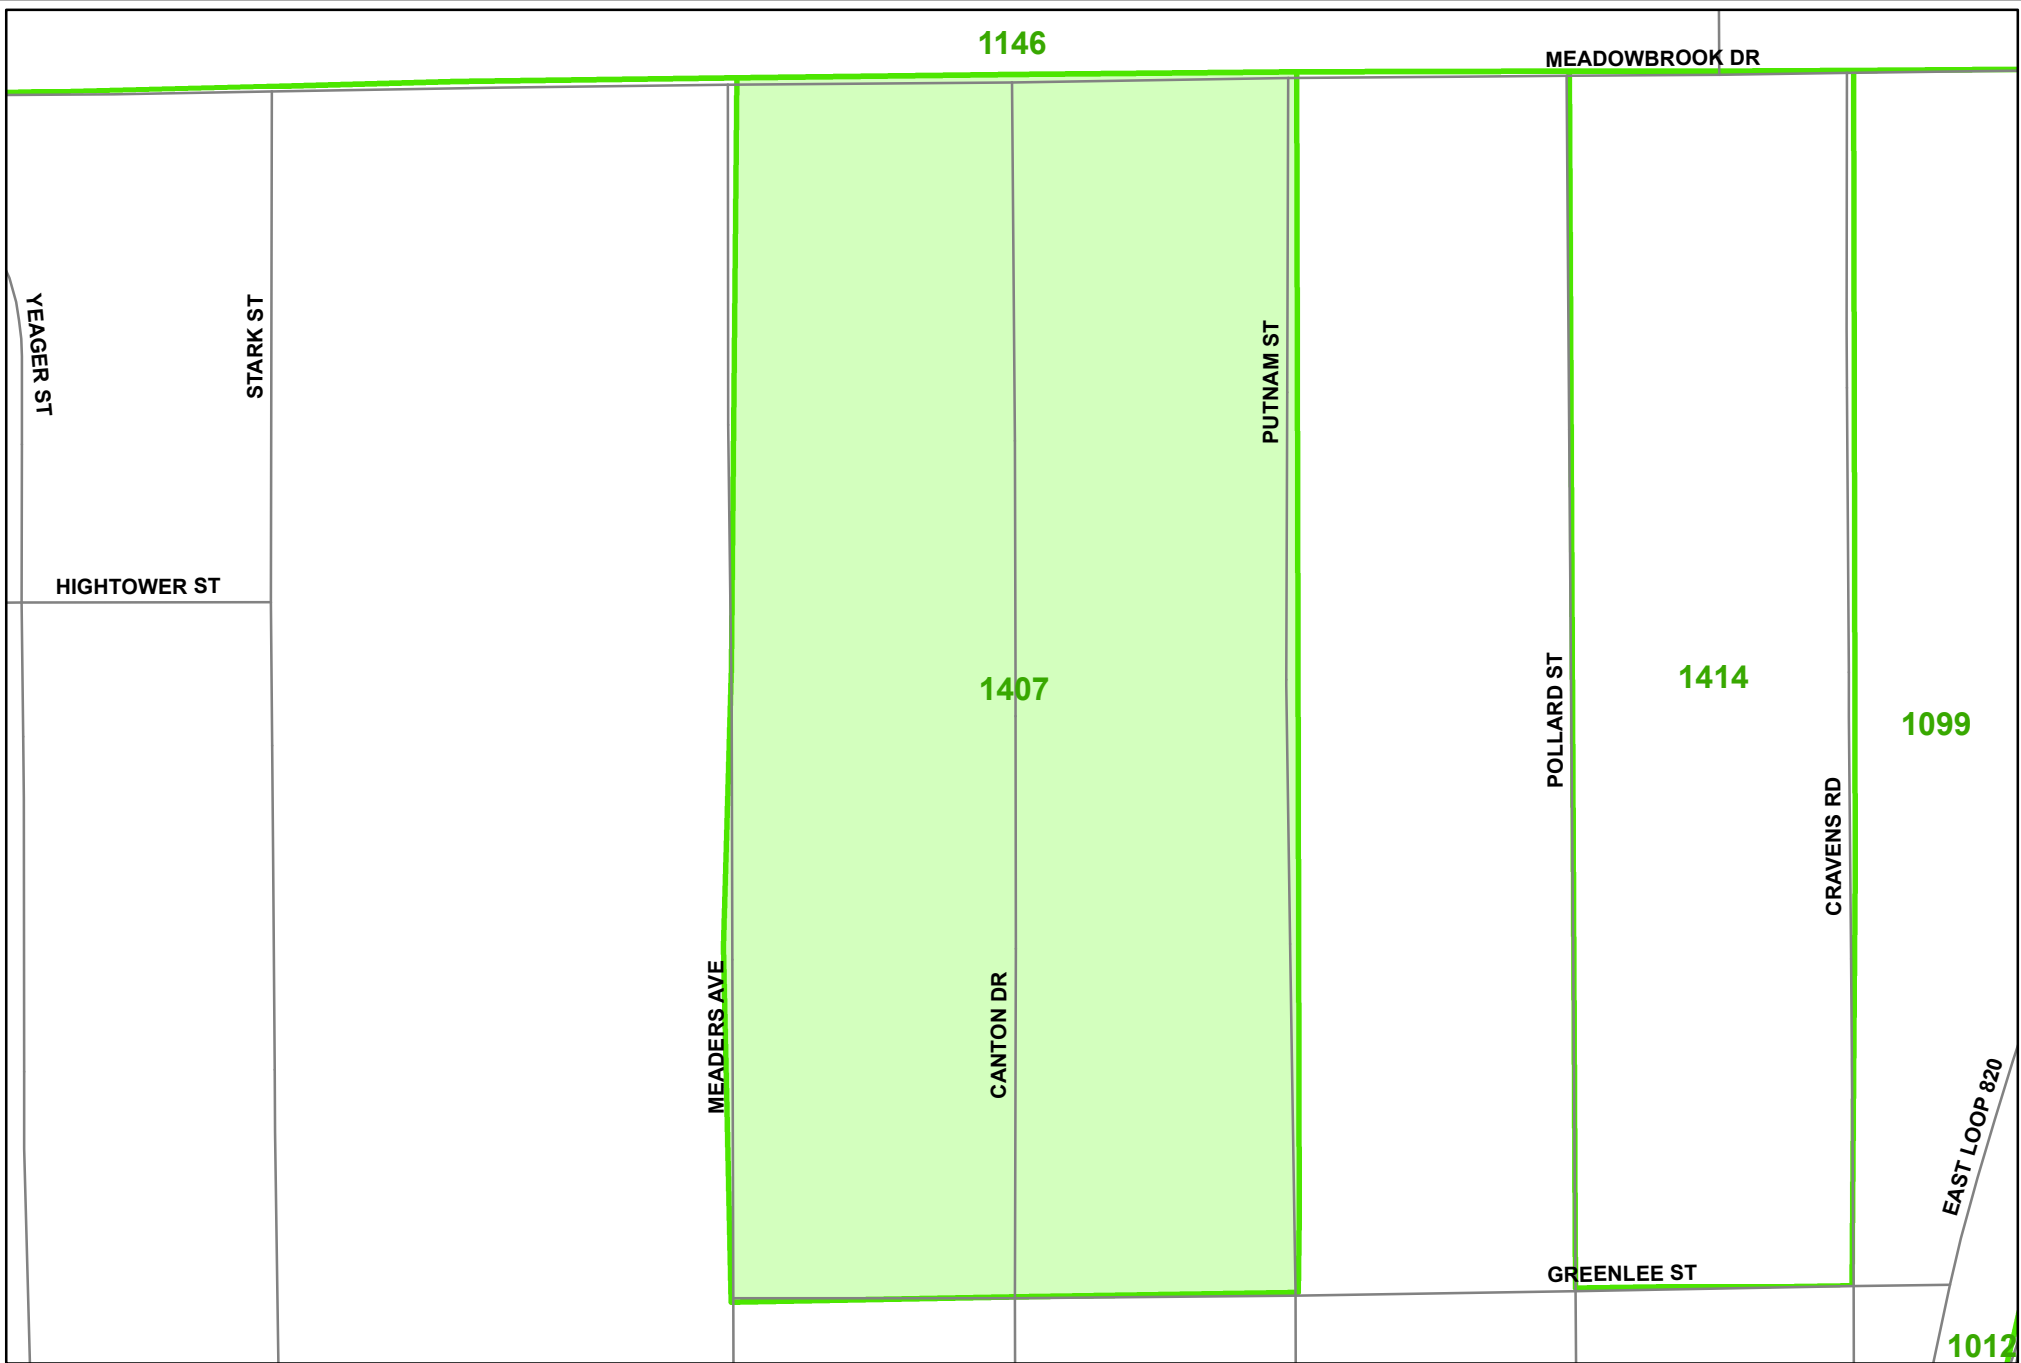 1146
MEADOWBROOK DR
YEAGER ST
STARK ST
PUTNAM ST
HIGHTOWER ST
1407
POLLARD ST
1414
1099
CRAVENS RD
MEADERS AVE
CANTON DR
EAST LOOP 820
GREENLEE ST
1012